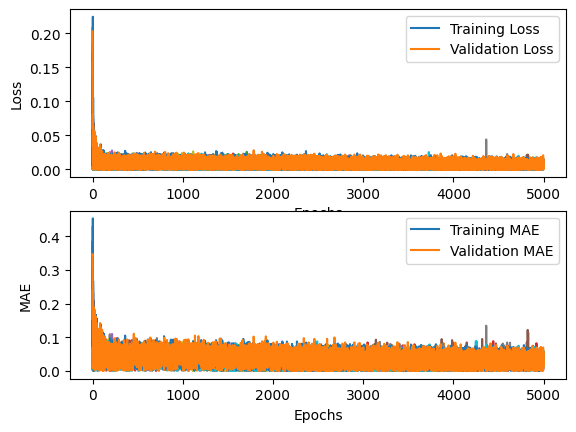 0.20
0.15
0.10
0.05
0.00
Loss
Training Loss
Validation Loss
0
1000
2000
3000
4000
5000
Epochs
0.4
0.3
0.2
0.1
0.0
MAE
Training MAE
Validation MAE
0
1000
2000
3000
4000
5000
Epochs